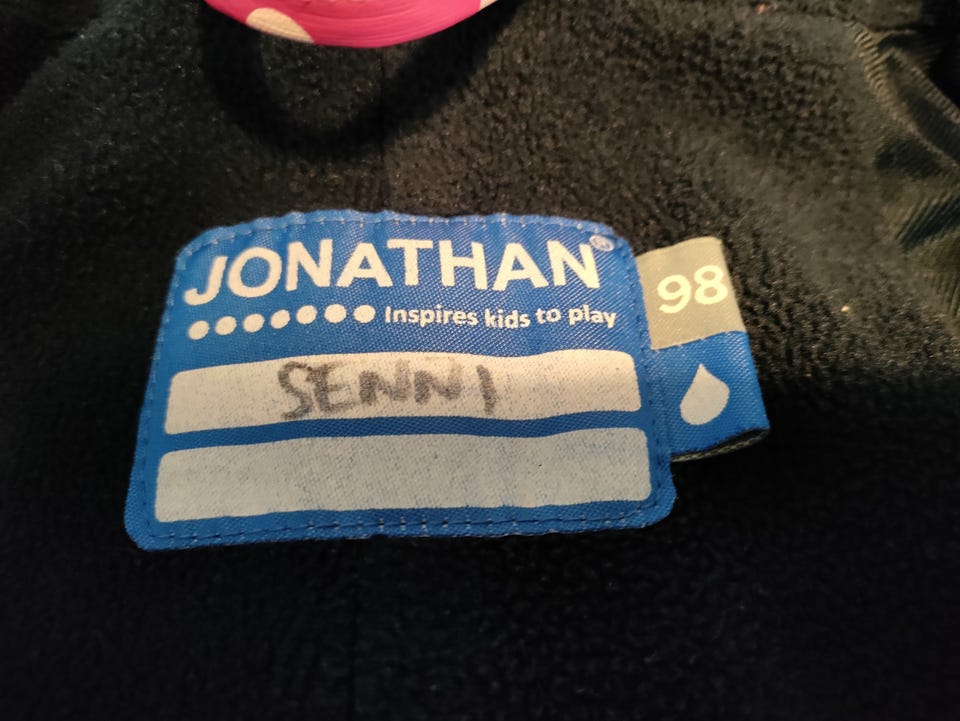 JONATHAN®
Inspires kids to play
98
SENNI